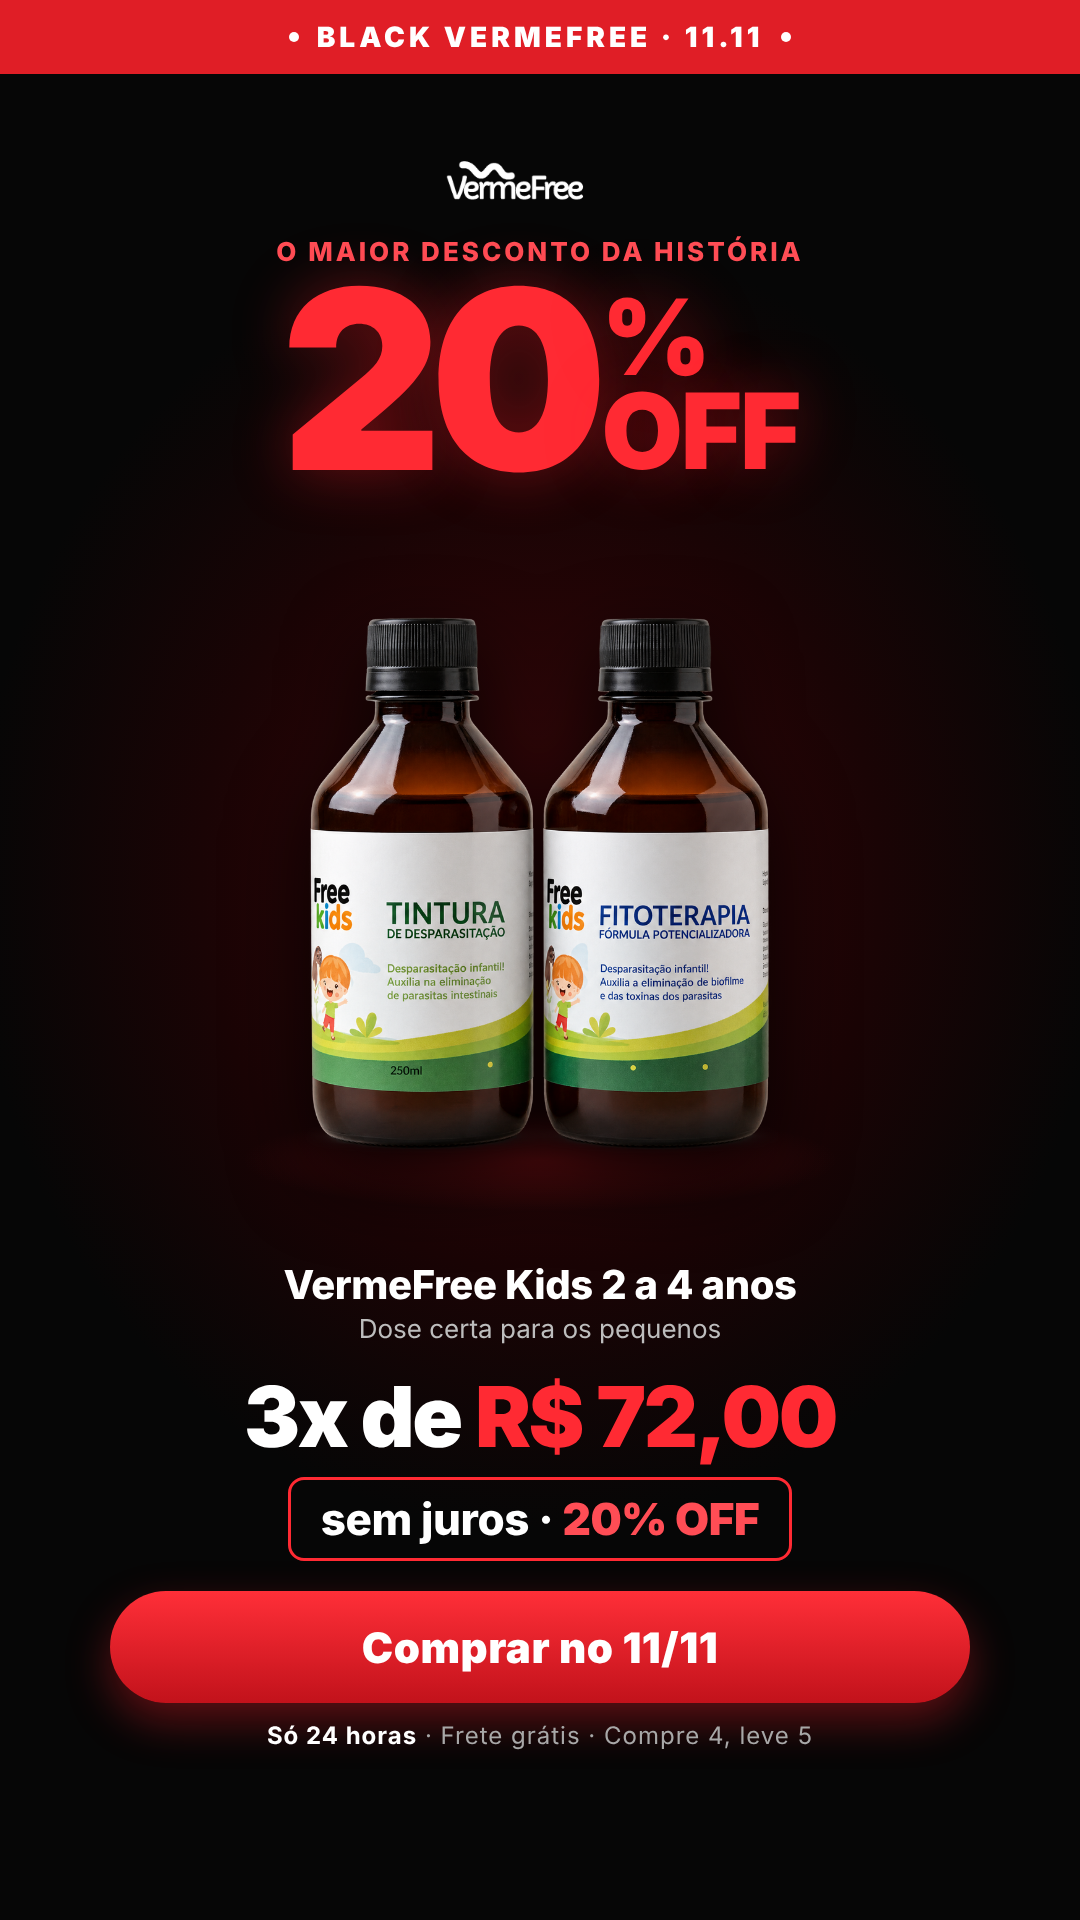 • BLACK VERMEFREE · 11.11 •
VermeFree
O MAIOR DESCONTO DA HISTÓRIA
20%
OFF
Free
kids
TINTURA
DE DESPARASITAÇÃO
Desparasitação infantil!
Auxilia na eliminação
de parasitas intestinais
250ml
Free
kids
FITOTERAPIA
FÓRMULA POTENCIALIZADORA
Desparasitação infantil!
Auxilia a eliminação de biofilme
e das toxinas dos parasitas
VermeFree Kids 2 a 4 anos
Dose certa para os pequenos
3x de R$ 72,00
sem juros · 20% OFF
Comprar no 11/11
Só 24 horas · Frete grátis · Compre 4, leve 5